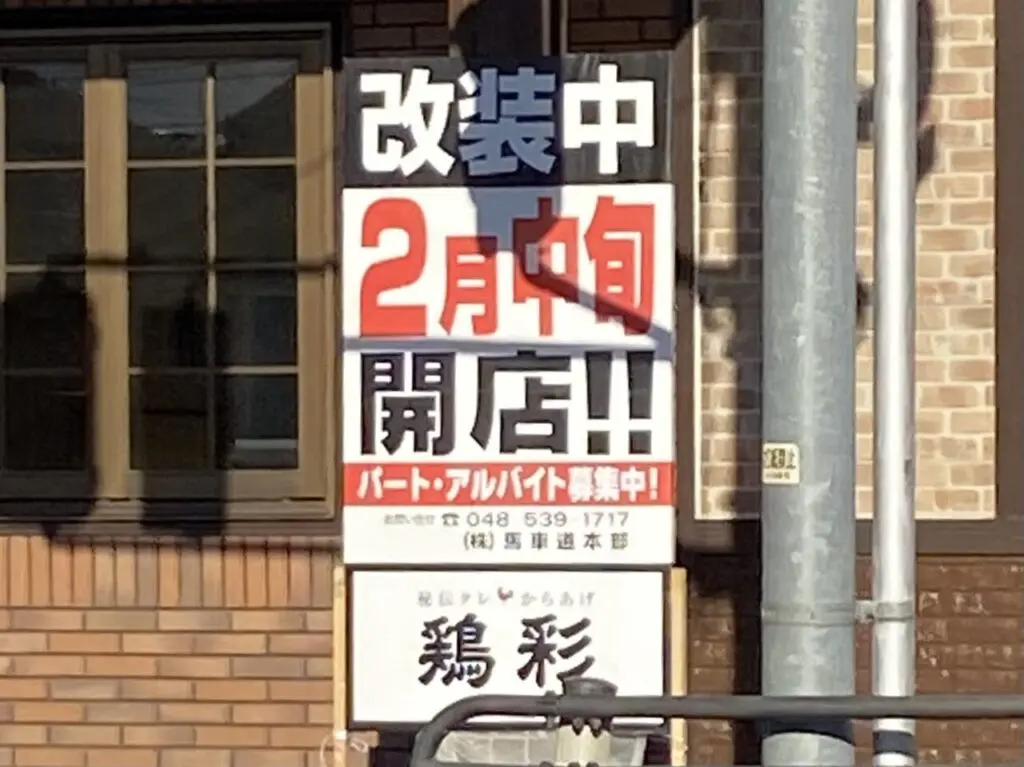 改装中
2月中旬
開店!!
パート・アルバイト募集中!
お問い合せ ☎ 048-539-1717
(株)馬車道本部
秘伝タレ からあげ
鶏彩